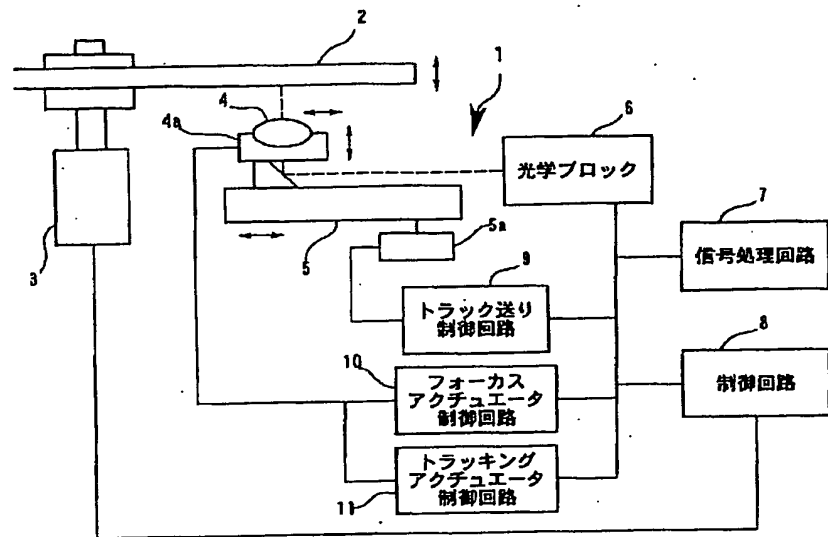 2
1
4
4a
6
光学ブロック
7
信号処理回路
3
5
5a
9
トラック送り
制御回路
8
制御回路
10
フォーカス
アクチュエータ
制御回路
トラッキング
アクチュエータ
制御回路
11